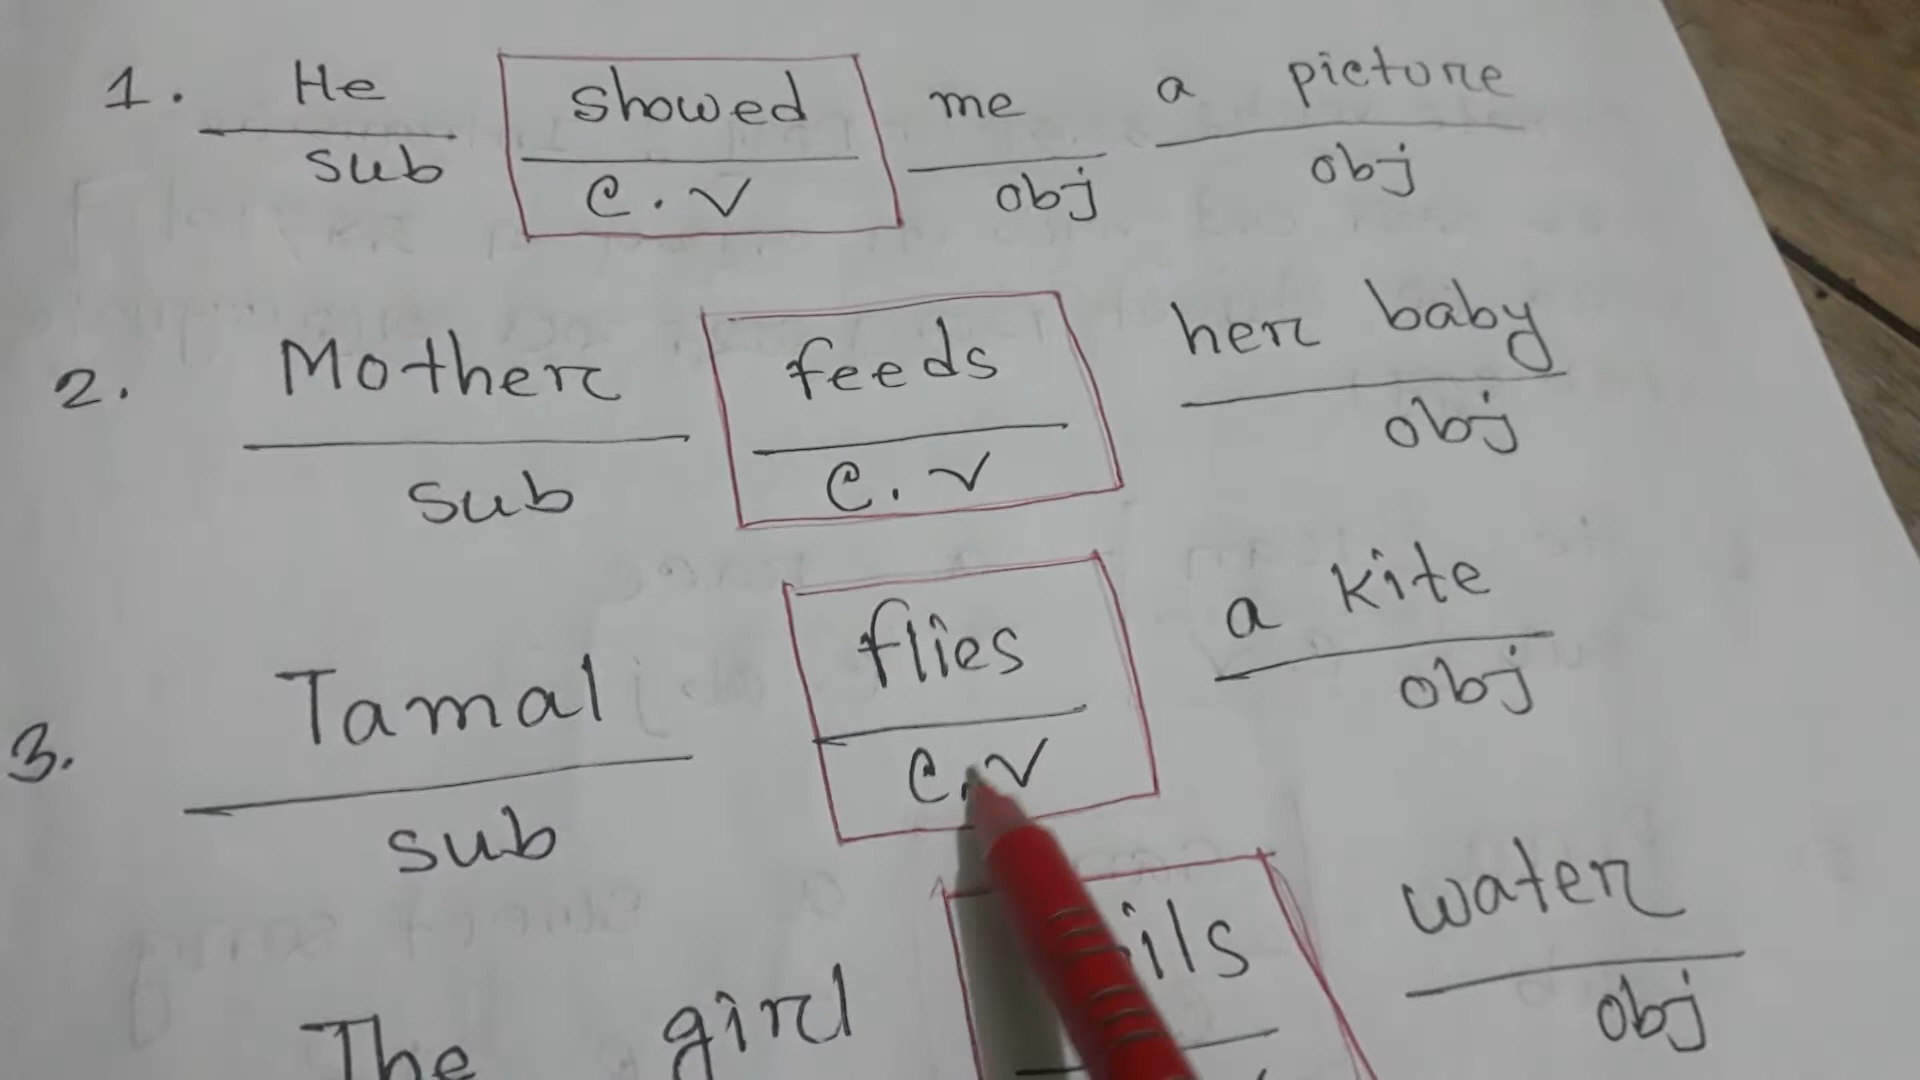 1. He showed me a picture
sub C.V obj obj
2. Mother feeds her baby
sub C.V obj
3. Tamal flies a kite
sub C.V obj
The girl water
obj